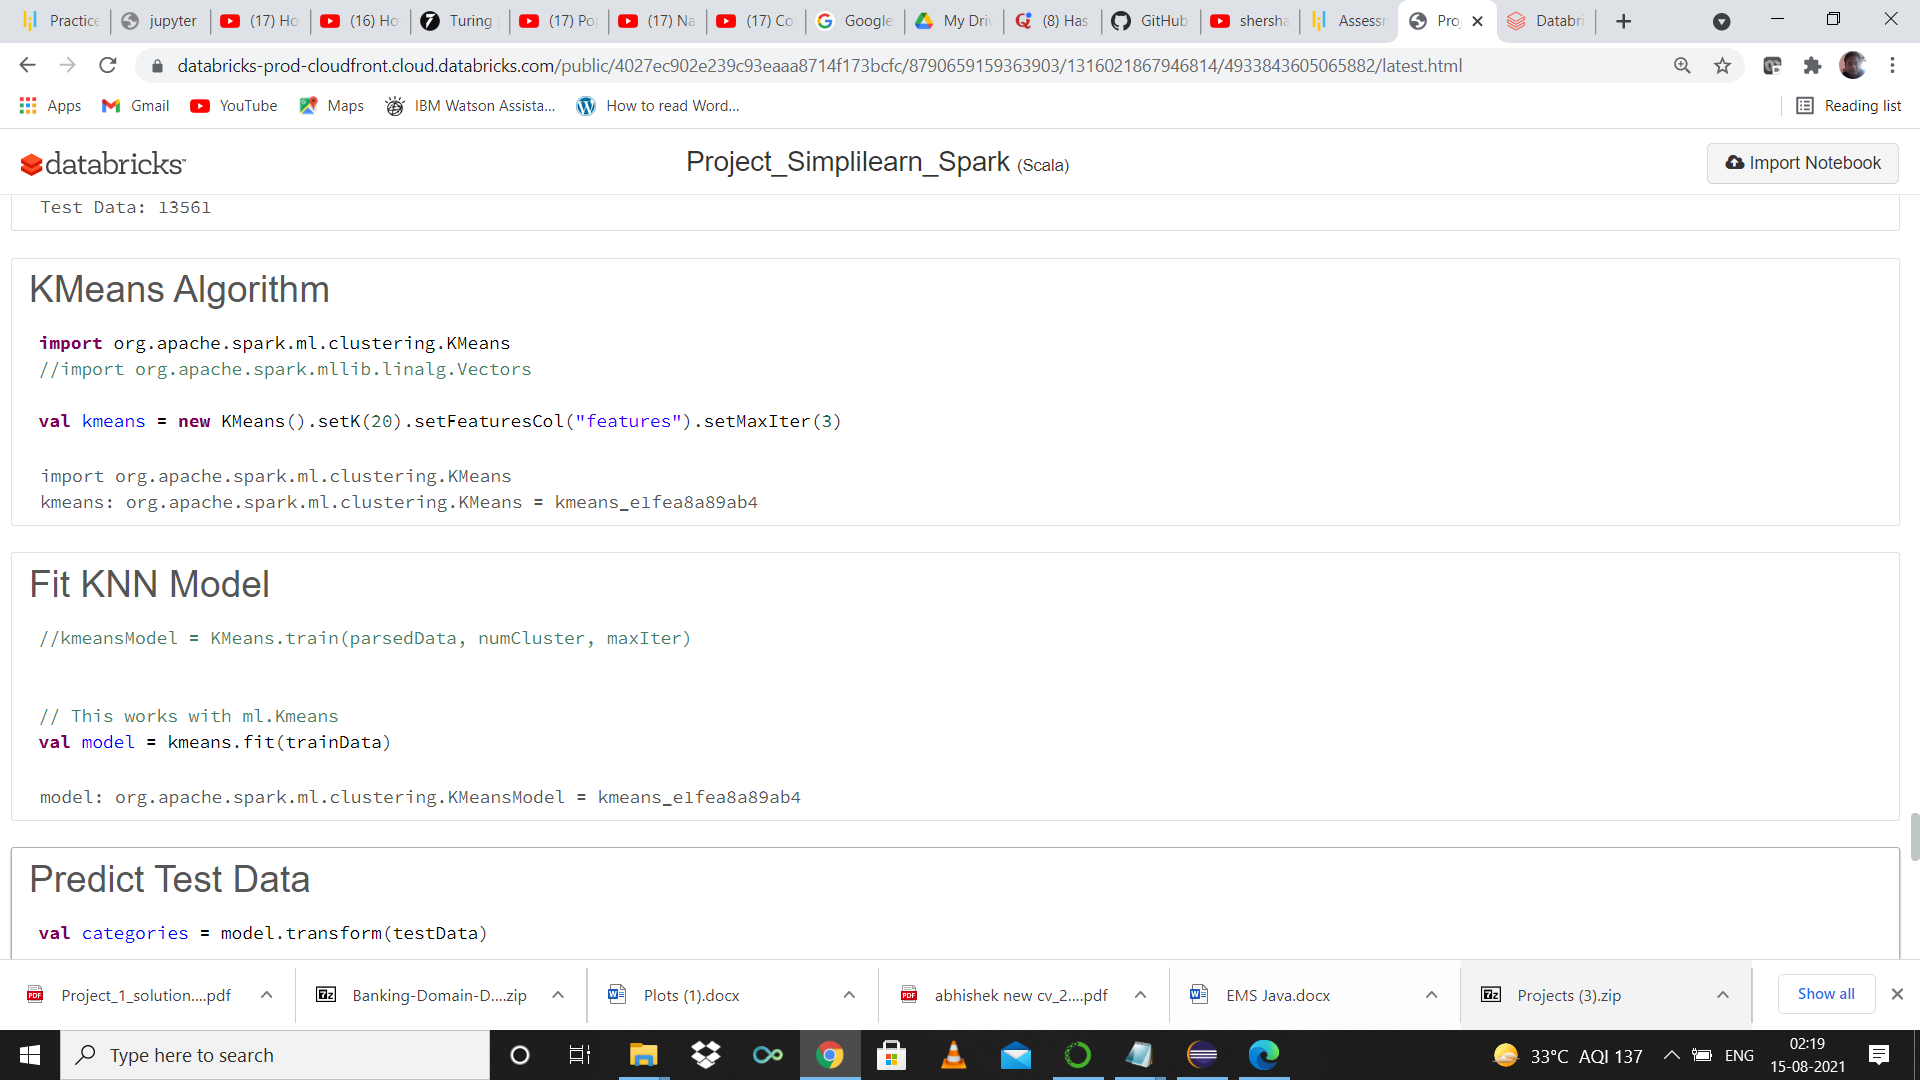 Practice
jupyter
(17) Ho
(16) Ho
Turing
(17) Po
(17) Na
(17) Co
Google
My Driv
(8) Has
GitHub
shersha
Assessm
Pro
Databri
databricks-prod-cloudfront.cloud.databricks.com/public/4027ec902e239c93eaaa8714f173bcfc/8790659159363903/1316021867946814/4933843605065882/latest.html
Apps
Gmail
YouTube
Maps
IBM Watson Assista...
How to read Word...
Reading list
databricks
Project_Simplilearn_Spark (Scala)
Import Notebook
Test Data: 13561
KMeans Algorithm
import org.apache.spark.ml.clustering.KMeans
//import org.apache.spark.mllib.linalg.Vectors
val kmeans = new KMeans().setK(20).setFeaturesCol("features").setMaxIter(3)
import org.apache.spark.ml.clustering.KMeans
kmeans: org.apache.spark.ml.clustering.KMeans = kmeans_e1fea8a89ab4
Fit KNN Model
//kmeansModel = KMeans.train(parsedData, numCluster, maxIter)
// This works with ml.Kmeans
val model = kmeans.fit(trainData)
model: org.apache.spark.ml.clustering.KMeansModel = kmeans_e1fea8a89ab4
Predict Test Data
val categories = model.transform(testData)
Project_1_solution....pdf
Banking-Domain-D....zip
Plots (1).docx
abhishek new cv_2....pdf
EMS Java.docx
Projects (3).zip
Show all
Type here to search
33°C AQI 137
ENG
02:19
15-08-2021